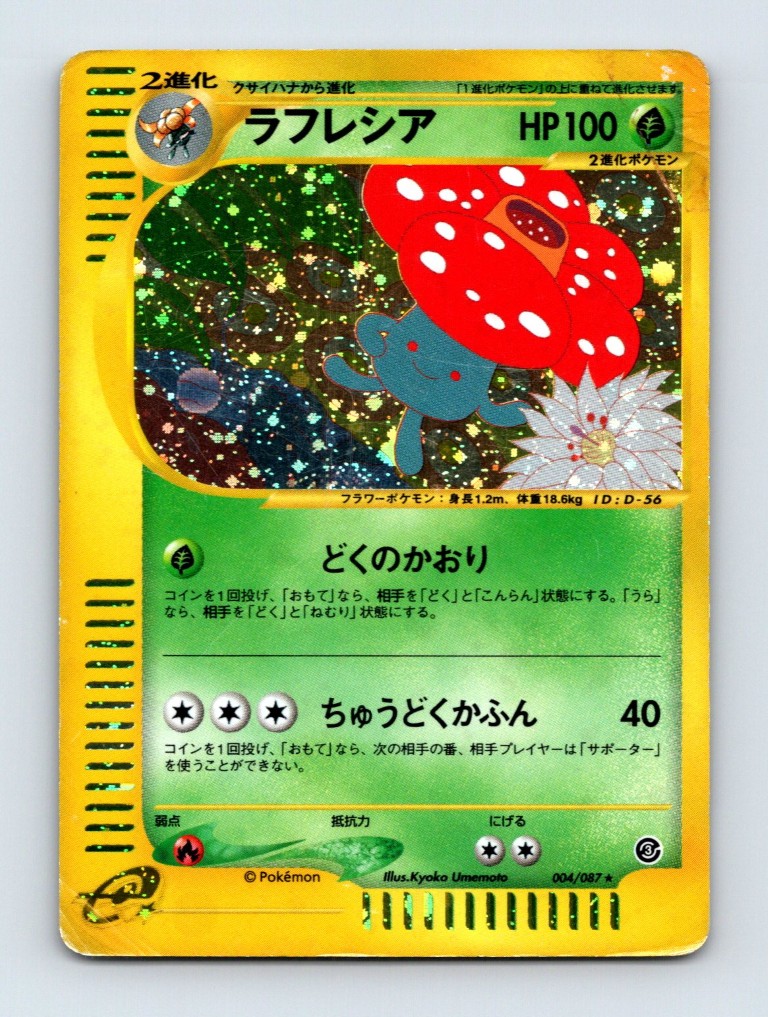 2進化
クサイハナから進化
「1進化ポケモン」の上に重ねて進化させます。
ラフレシア HP100
2進化ポケモン
フラワーポケモン：身長1.2m、体重18.6kg ID:D-56
どくのかおり
コインを1回投げ、「おもて」なら、相手を「どく」と「こんらん」状態にする。「うら」
なら、相手を「どく」と「ねむり」状態にする。
ちゅうどくかふん 40
コインを1回投げ、「おもて」なら、次の相手の番、相手プレイヤーは「サポーター」
を使うことができない。
弱点 抵抗力 にげる
3
©Pokémon Illus.Kyoko Umemoto 004/087★